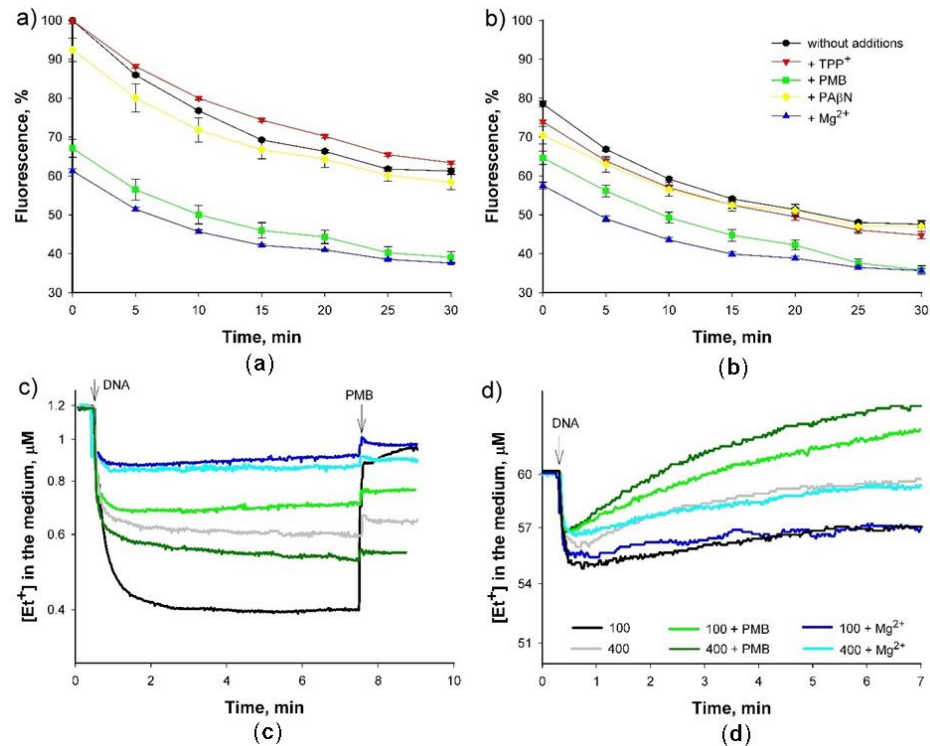 a)
100
90
80
70
60
50
40
30
Fluorescence, %
0 5 10 15 20 25 30
Time, min
(a)
b)
100
90
80
70
60
50
40
30
Fluorescence, %
without additions
+ TPP⁺
+ PMB
+ PAβN
+ Mg²⁺
0 5 10 15 20 25 30
Time, min
(b)
c)
DNA
PMB
1.2
1
0.8
0.6
0.4
[Et⁺] in the medium, µM
0 2 4 6 8 10
Time, min
(c)
d)
DNA
60
57
54
51
[Et⁺] in the medium, µM
100 100 + PMB 100 + Mg²⁺
400 400 + PMB 400 + Mg²⁺
0 1 2 3 4 5 6 7
Time, min
(d)